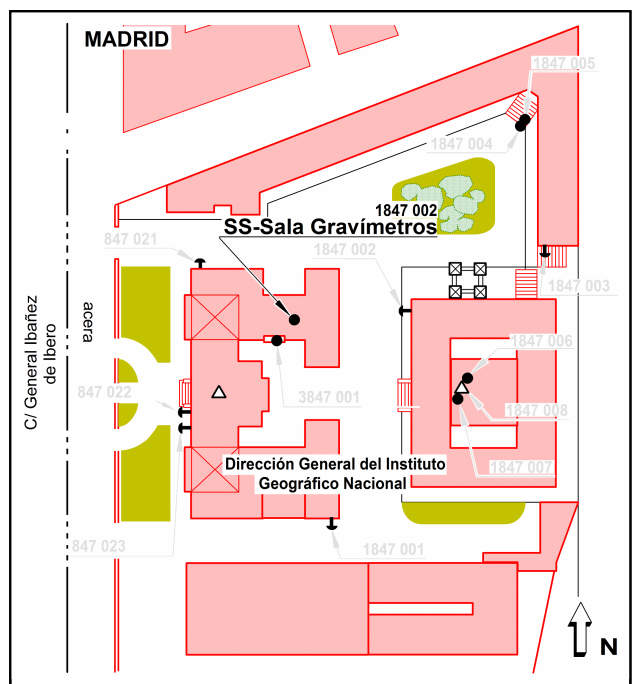 MADRID
1847 005
1847 004
1847 002
SS-Sala Gravímetros
847 021
1847 002
1847 003
C/ General Ibañez
de Ibero
acera
1847 006
3847 001
847 022
1847 008
Dirección General del Instituto
Geográfico Nacional
1847 007
847 023
1847 001
N